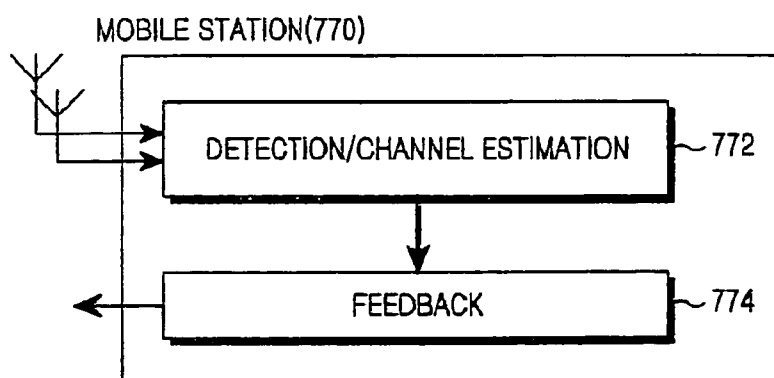 MOBILE STATION(770)
DETECTION/CHANNEL ESTIMATION
772
FEEDBACK
774